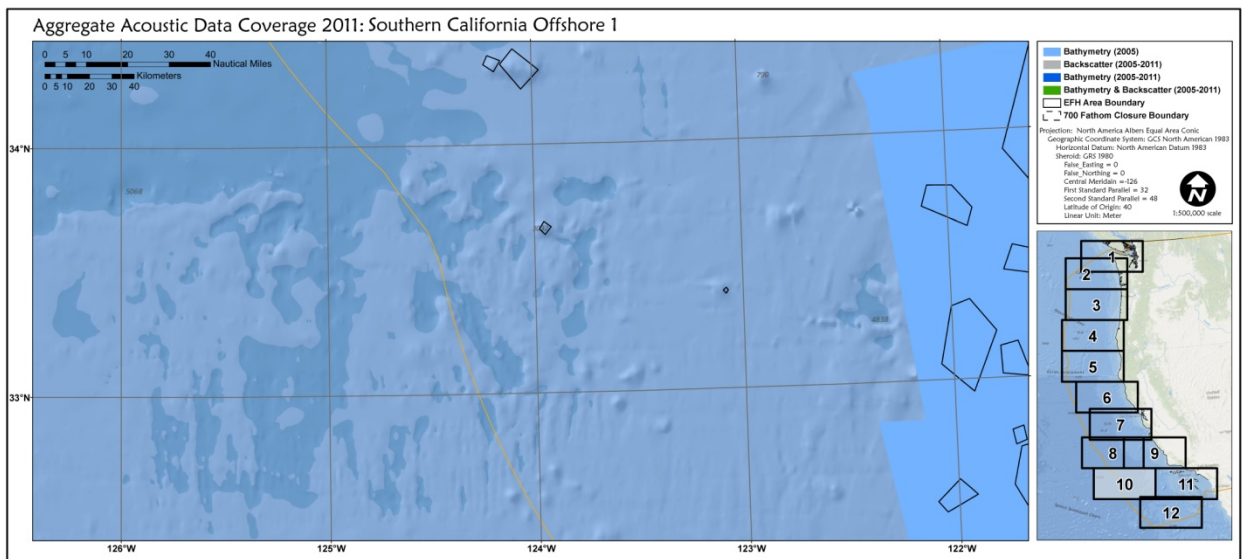 Aggregate Acoustic Data Coverage 2011: Southern California Offshore 1
0 5 10 20 30 40
Nautical Miles
Kilometers
0 5 10 20 30 40
34°N
33°N
5068
4838
126°W 125°W 124°W 123°W 122°W
Bathymetry (2005)
Backscatter (2005-2011)
Bathymetry (2005-2011)
Bathymetry & Backscatter (2005-2011)
EFH Area Boundary
700 Fathom Closure Boundary
Projection: North America Albers Equal Area Conic
Geographic Coordinate System: GCS North American 1983
Horizontal Datum: North American Datum 1983
Sheroid: GRS 1980
False_Easting = 0
False_Northing = 0
Central Meridain =-126
First Standard Parallel = 32
Second Standard Parallel = 48
Latitude of Origin: 40
Linear Unit: Meter
N
1:500,000 scale
1
2
3
4
5
6
7
8 9
10 11
12